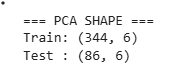 === PCA SHAPE ===
Train: (344, 6)
Test : (86, 6)